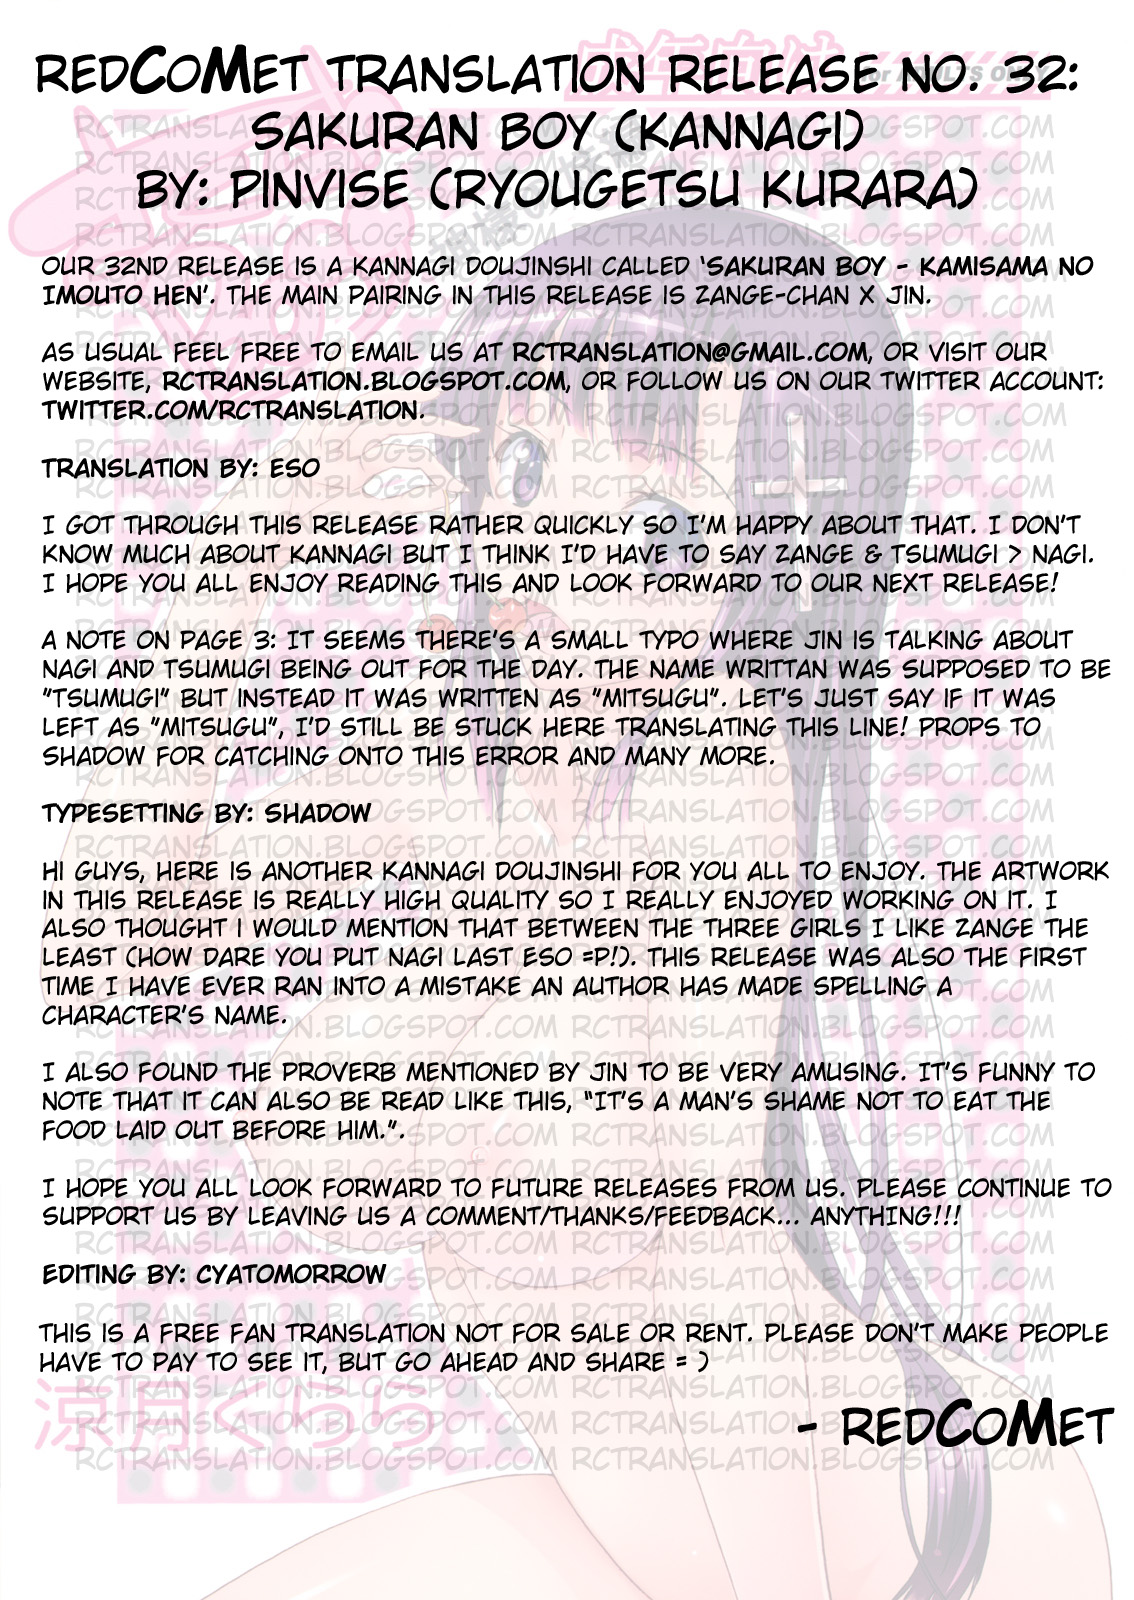 REDCOMET TRANSLATION RELEASE NO. 32:
SAKURAN BOY (KANNAGI)
BY: PINVISE (RYOUGETSU KURARA)
OUR 32ND RELEASE IS A KANNAGI DOUJINSHI CALLED 'SAKURAN BOY - KAMISAMA NO
IMOUTO HEN'. THE MAIN PAIRING IN THIS RELEASE IS ZANGE-CHAN X JIN.
AS USUAL FEEL FREE TO EMAIL US AT RCTRANSLATION@GMAIL.COM, OR VISIT OUR
WEBSITE, RCTRANSLATION.BLOGSPOT.COM, OR FOLLOW US ON OUR TWITTER ACCOUNT:
TWITTER.COM/RCTRANSLATION.
TRANSLATION BY: ESO
I GOT THROUGH THIS RELEASE RATHER QUICKLY SO I'M HAPPY ABOUT THAT. I DON'T
KNOW MUCH ABOUT KANNAGI BUT I THINK I'D HAVE TO SAY ZANGE & TSUMUGI > NAGI.
I HOPE YOU ALL ENJOY READING THIS AND LOOK FORWARD TO OUR NEXT RELEASE!
A NOTE ON PAGE 3: IT SEEMS THERE'S A SMALL TYPO WHERE JIN IS TALKING ABOUT
NAGI AND TSUMUGI BEING OUT FOR THE DAY. THE NAME WRITTAN WAS SUPPOSED TO BE
"TSUMUGI" BUT INSTEAD IT WAS WRITTEN AS "MITSUGU". LET'S JUST SAY IF IT WAS
LEFT AS "MITSUGU", I'D STILL BE STUCK HERE TRANSLATING THIS LINE! PROPS TO
SHADOW FOR CATCHING ONTO THIS ERROR AND MANY MORE.
TYPESETTING BY: SHADOW
HI GUYS, HERE IS ANOTHER KANNAGI DOUJINSHI FOR YOU ALL TO ENJOY. THE ARTWORK
IN THIS RELEASE IS REALLY HIGH QUALITY SO I REALLY ENJOYED WORKING ON IT. I
ALSO THOUGHT I WOULD MENTION THAT BETWEEN THE THREE GIRLS I LIKE ZANGE THE
LEAST (HOW DARE YOU PUT NAGI LAST ESO =P!). THIS RELEASE WAS ALSO THE FIRST
TIME I HAVE EVER RAN INTO A MISTAKE AN AUTHOR HAS MADE SPELLING A
CHARACTER'S NAME.
I ALSO FOUND THE PROVERB MENTIONED BY JIN TO BE VERY AMUSING. IT'S FUNNY TO
NOTE THAT IT CAN ALSO BE READ LIKE THIS, "IT'S A MAN'S SHAME NOT TO EAT THE
FOOD LAID OUT BEFORE HIM.".
I HOPE YOU ALL LOOK FORWARD TO FUTURE RELEASES FROM US. PLEASE CONTINUE TO
SUPPORT US BY LEAVING US A COMMENT/THANKS/FEEDBACK... ANYTHING!!!
EDITING BY: CYATOMORROW
THIS IS A FREE FAN TRANSLATION NOT FOR SALE OR RENT. PLEASE DON'T MAKE PEOPLE
HAVE TO PAY TO SEE IT, BUT GO AHEAD AND SHARE = )
涼月くらら
- REDCOMET